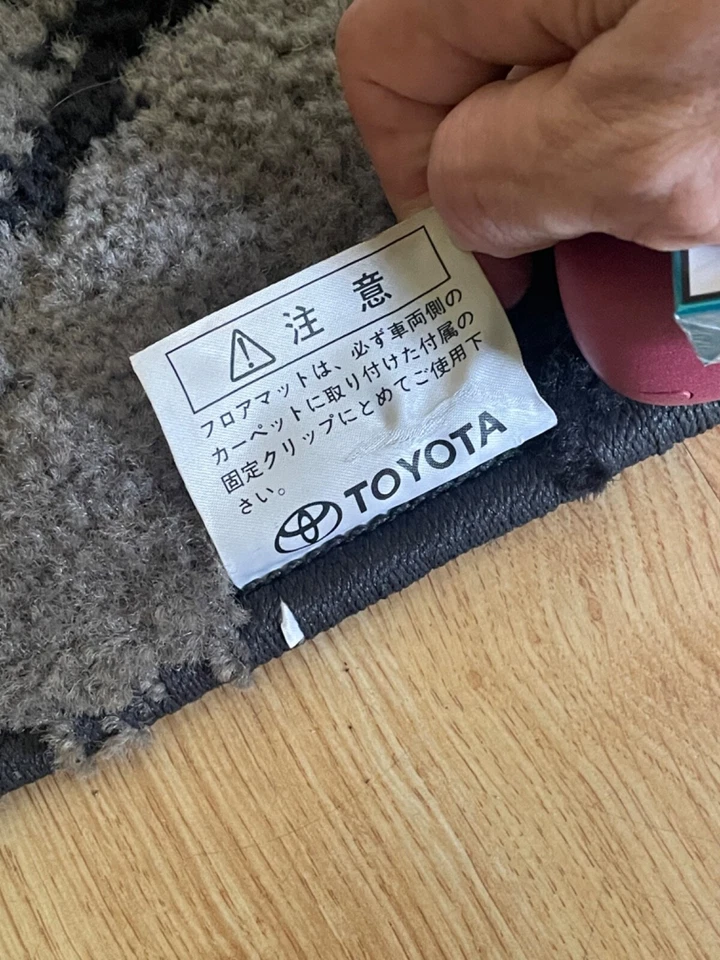 注意
フロアマットは、必ず車両側の
カーペットに取り付けた付属の
固定クリップにとめてご使用下
さい。
TOYOTA